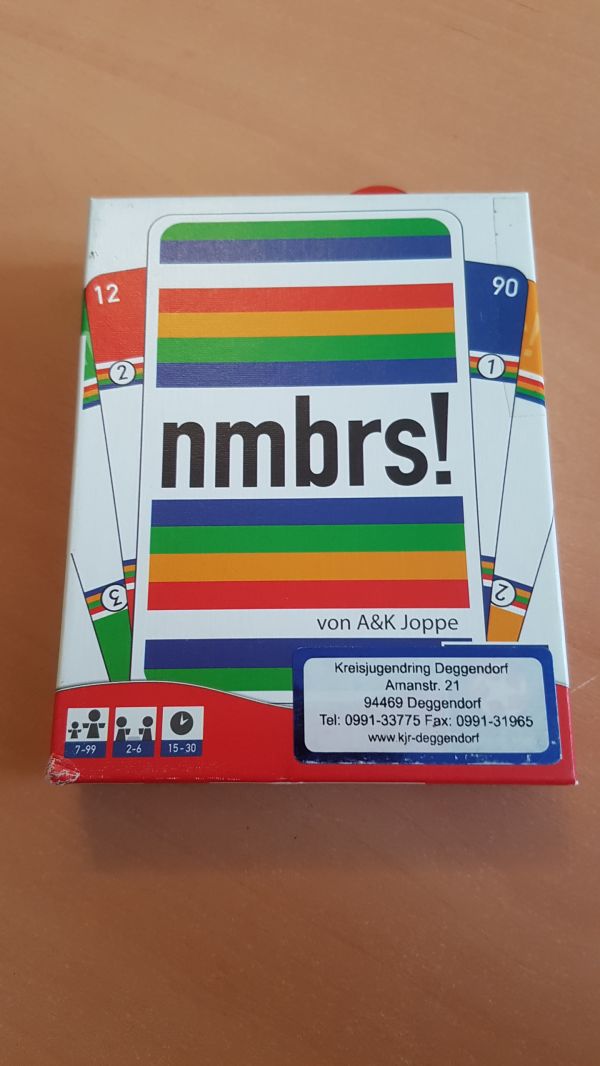 12
90
2
1
nmbrs!
3
2
von A&K Joppe
Kreisjugendring Deggendorf
Amanstr. 21
94469 Deggendorf
Tel: 0991-33775 Fax: 0991-31965
www.kjr-deggendorf
7-99
2-6
15-30